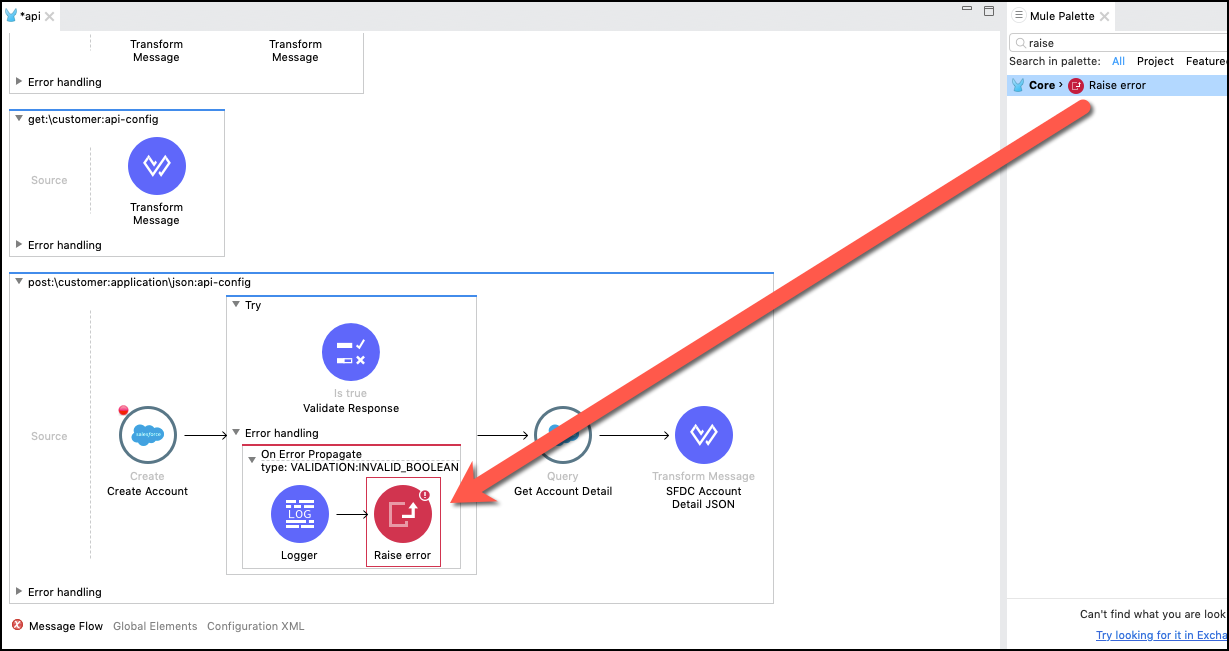 *api
Transform
Message
Transform
Message
Error handling
get:\customer:api-config
Source
Transform
Message
Error handling
post:\customer:application\json:api-config
Try
Is true
Validate Response
Source
salesforce
Create
Create Account
Error handling
On Error Propagate
type: VALIDATION:INVALID_BOOLEAN
LOG
Logger
Raise error
Query
Get Account Detail
Transform Message
SFDC Account
Detail JSON
Error handling
Message Flow Global Elements Configuration XML
Mule Palette
raise
Search in palette: All Project Feature
Core › Raise error
Can't find what you are look
Try looking for it in Excha